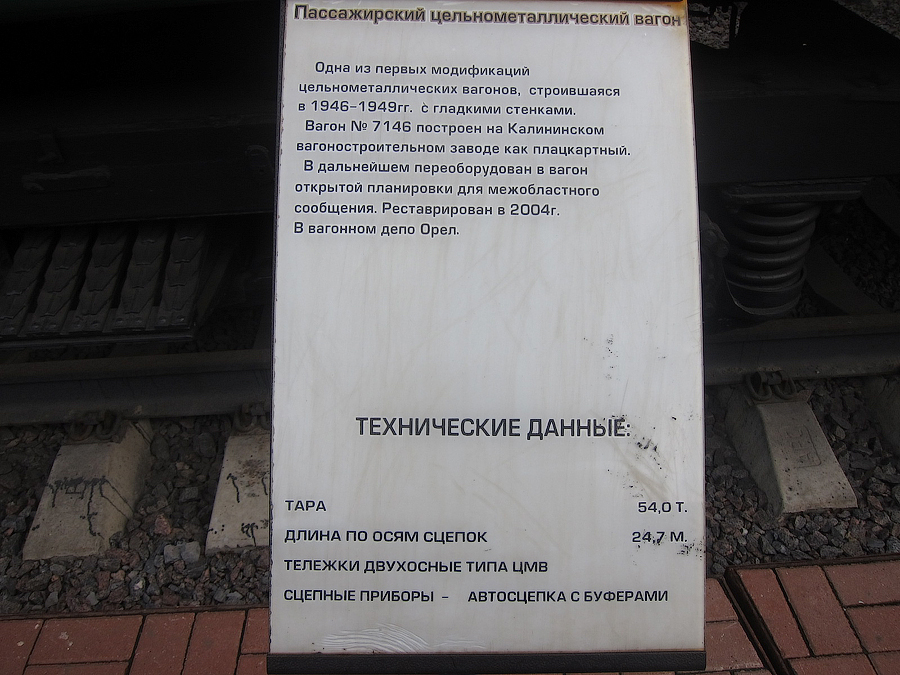 Пассажирский цельнометаллический вагон
Одна из первых модификаций
цельнометаллических вагонов, строившаяся
в 1946-1949гг. с гладкими стенками.
Вагон № 7146 построен на Калининском
вагоностроительном заводе как плацкартный.
В дальнейшем переоборудован в вагон
открытой планировки для межобластного
сообщения. Реставрирован в 2004г.
В вагонном депо Орел.
ТЕХНИЧЕСКИЕ ДАННЫЕ:
ТАРА 54,0 Т.
ДЛИНА ПО ОСЯМ СЦЕПОК 24,7 М.
ТЕЛЕЖКИ ДВУХОСНЫЕ ТИПА ЦМВ
СЦЕПНЫЕ ПРИБОРЫ - АВТОСЦЕПКА С БУФЕРАМИ